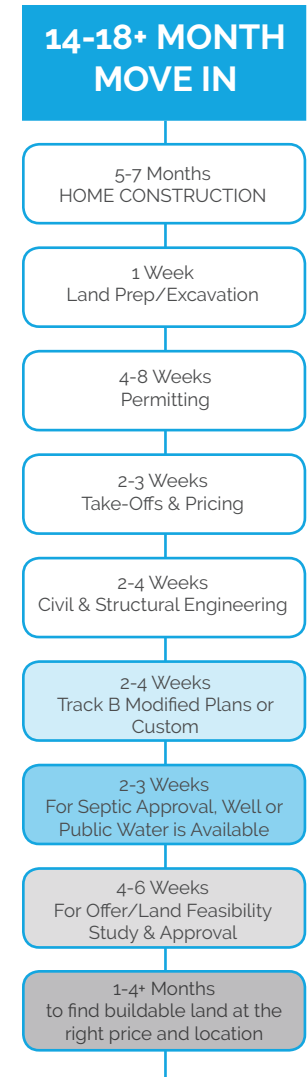 14-18+ MONTH
MOVE IN
5-7 Months
HOME CONSTRUCTION
1 Week
Land Prep/Excavation
4-8 Weeks
Permitting
2-3 Weeks
Take-Offs & Pricing
2-4 Weeks
Civil & Structural Engineering
2-4 Weeks
Track B Modified Plans or
Custom
2-3 Weeks
For Septic Approval, Well or
Public Water is Available
4-6 Weeks
For Offer/Land Feasibility
Study & Approval
1-4+ Months
to find buildable land at the
right price and location